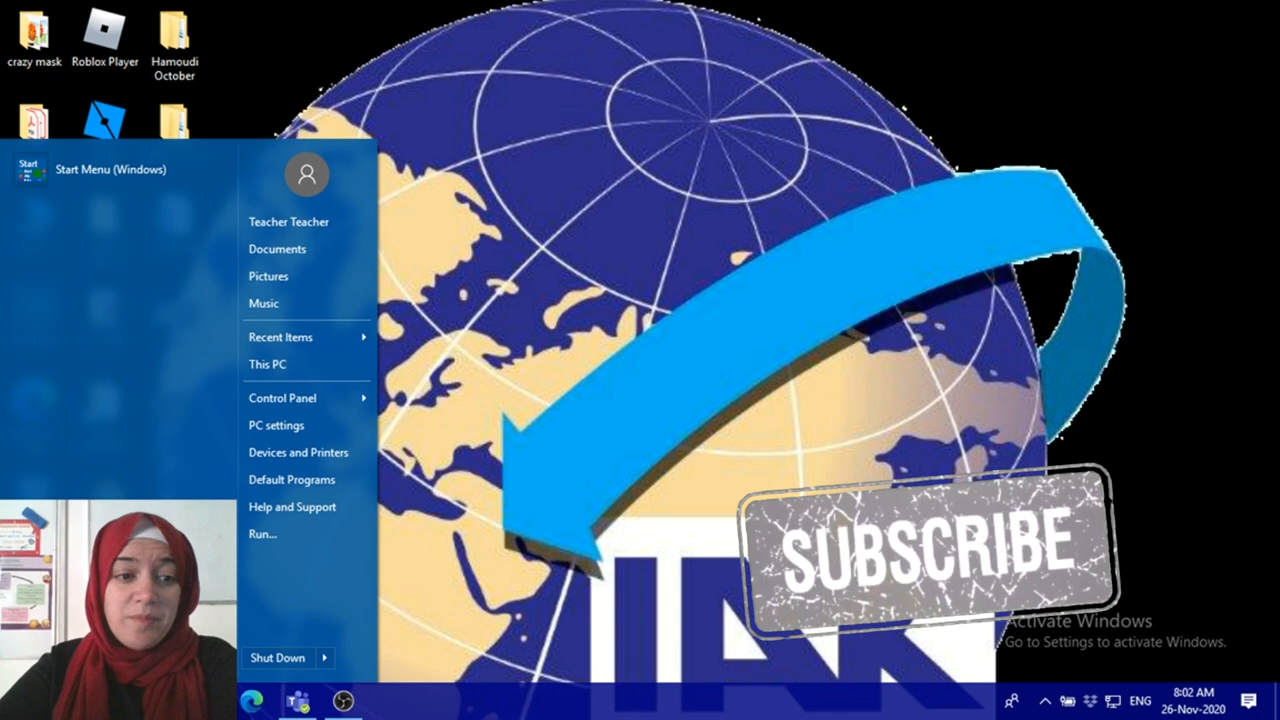 crazy mask
Roblox Player
Hamoudi
October
Start
Start Menu (Windows)
Teacher Teacher
Documents
Pictures
Music
Recent Items
This PC
Control Panel
PC settings
Devices and Printers
Default Programs
Help and Support
Run...
Shut Down
SUBSCRIBE
Activate Windows
Go to Settings to activate Windows.
ENG
8:02 AM
26-Nov-2020